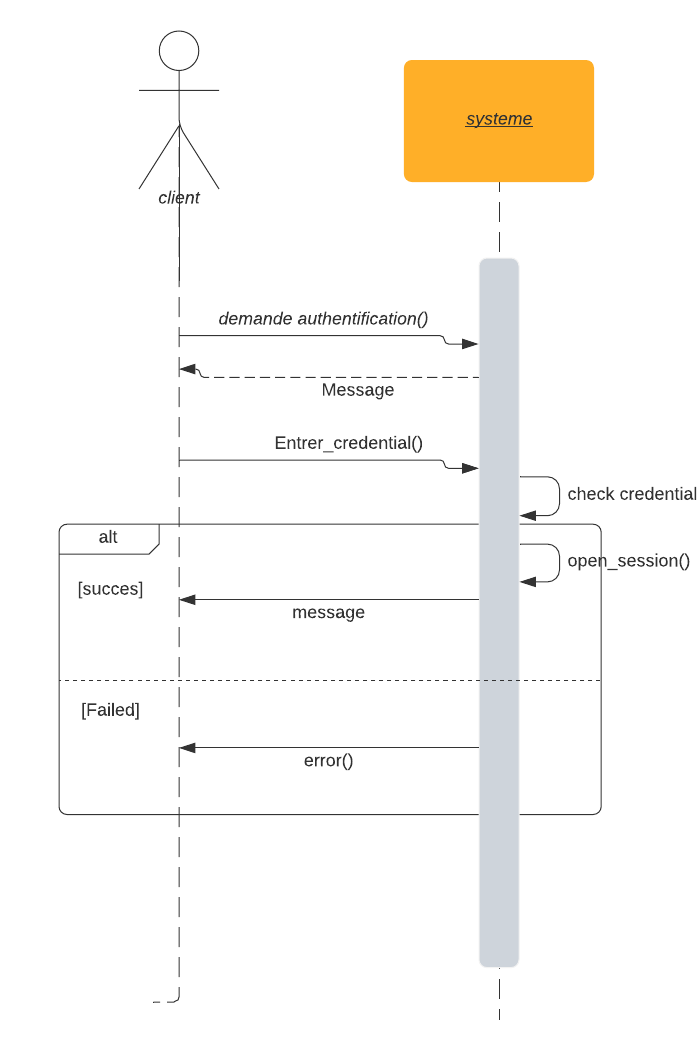 systeme
client
demande authentification()
Message
Entrer_credential()
check credential
alt
open_session()
[succes]
message
[Failed]
error()